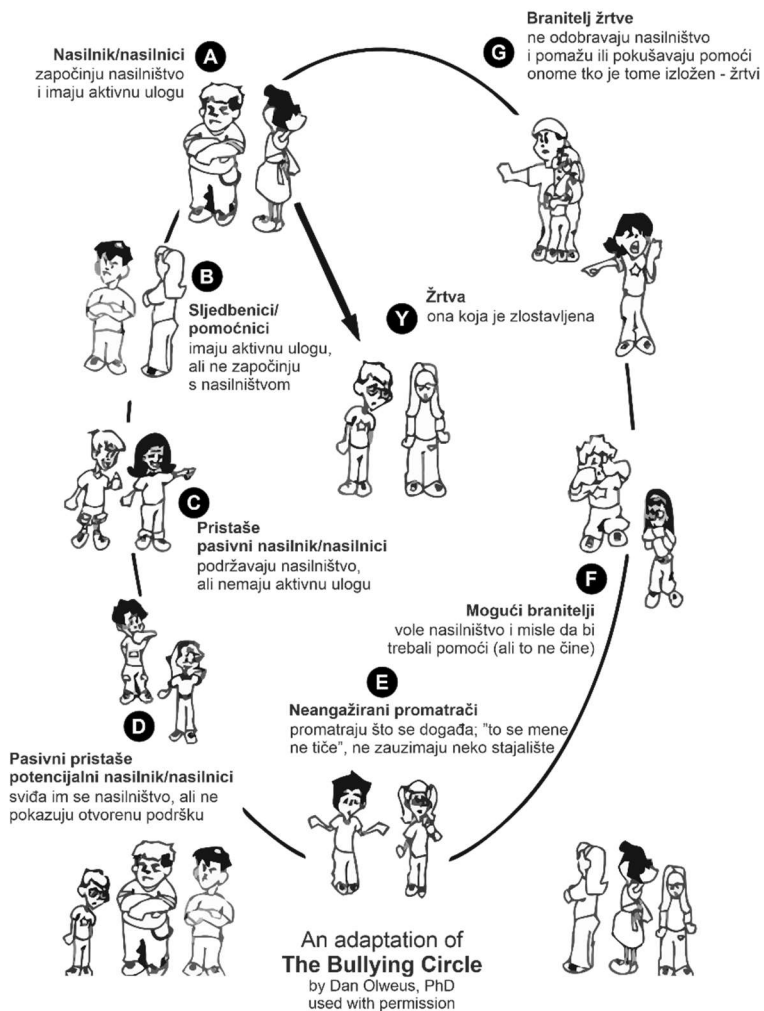 A
Nasilnik/nasilnici
započinju nasilništvo
i imaju aktivnu ulogu
G
Branitelj žrtve
ne odobravaju nasilništvo
i pomažu ili pokušavaju pomoći
onome tko je tome izložen - žrtvi
B
Sljedbenici/
pomoćnici
imaju aktivnu ulogu,
ali ne započinju
s nasilništvom
Y
Žrtva
ona koja je zlostavljena
C
Pristaše
pasivni nasilnik/nasilnici
podržavaju nasilništvo,
ali nemaju aktivnu ulogu
F
Mogući branitelji
vole nasilništvo i misle da bi
trebali pomoći (ali to ne čine)
E
Neangažirani promatrači
promatraju što se događa; "to se mene
ne tiče", ne zauzimaju neko stajalište
D
Pasivni pristaše
potencijalni nasilnik/nasilnici
sviđa im se nasilništvo, ali ne
pokazuju otvorenu podršku
An adaptation of
The Bullying Circle
by Dan Olweus, PhD
used with permission